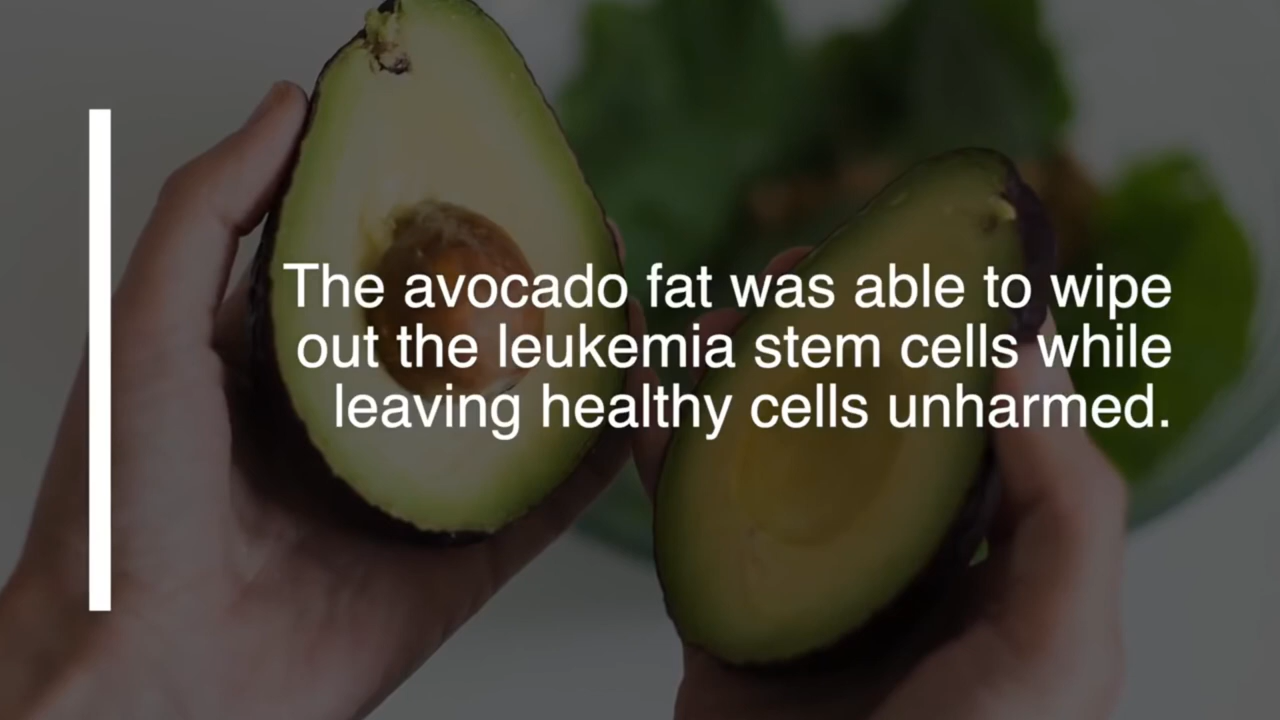 The avocado fat was able to wipe
out the leukemia stem cells while
leaving healthy cells unharmed.